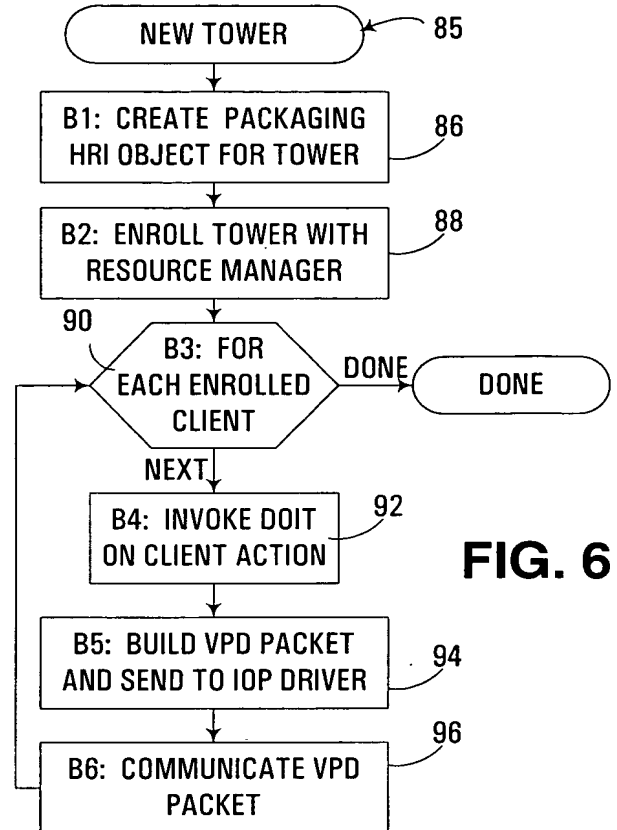 NEW TOWER
85
B1: CREATE PACKAGING
HRI OBJECT FOR TOWER
86
B2: ENROLL TOWER WITH
RESOURCE MANAGER
88
90
B3: FOR
EACH ENROLLED
CLIENT
DONE
DONE
NEXT
B4: INVOKE DOIT
ON CLIENT ACTION
92
FIG. 6
B5: BUILD VPD PACKET
AND SEND TO IOP DRIVER
94
B6: COMMUNICATE VPD
PACKET
96